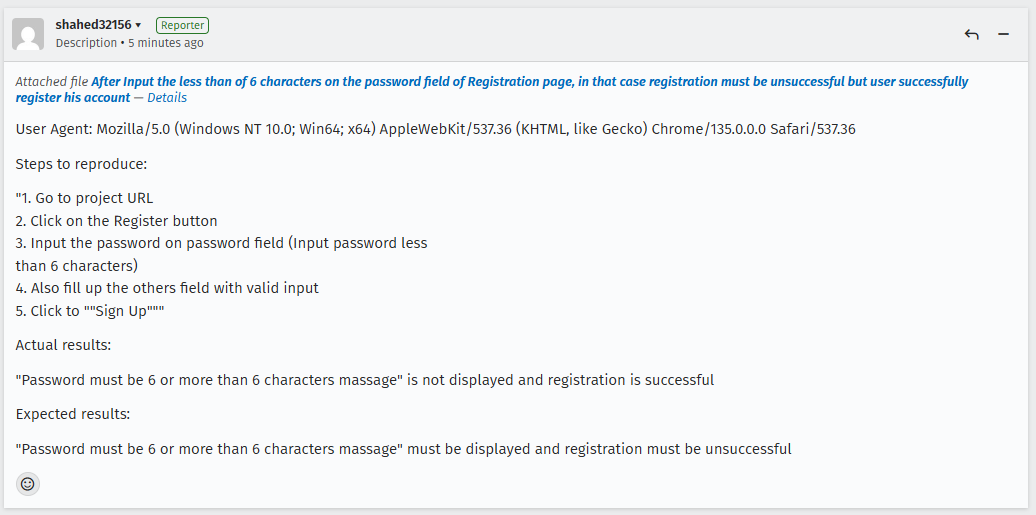 shahed32156 ▾ Reporter
Description • 5 minutes ago
Attached file After Input the less than of 6 characters on the password field of Registration page, in that case registration must be unsuccessful but user successfully
register his account — Details
User Agent: Mozilla/5.0 (Windows NT 10.0; Win64; x64) AppleWebKit/537.36 (KHTML, like Gecko) Chrome/135.0.0.0 Safari/537.36
Steps to reproduce:
"1. Go to project URL
2. Click on the Register button
3. Input the password on password field (Input password less
than 6 characters)
4. Also fill up the others field with valid input
5. Click to ""Sign Up"""
Actual results:
"Password must be 6 or more than 6 characters massage" is not displayed and registration is successful
Expected results:
"Password must be 6 or more than 6 characters massage" must be displayed and registration must be unsuccessful